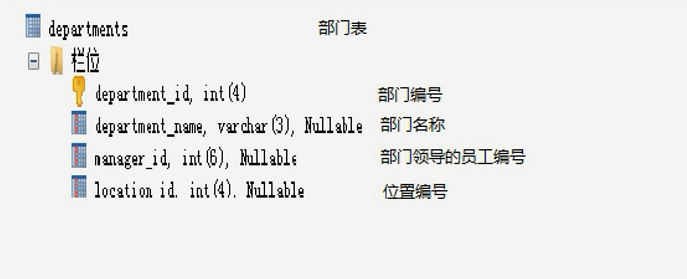 departments 部门表
栏位
department_id, int(4) 部门编号
department_name, varchar(3), Nullable 部门名称
manager_id, int(6), Nullable 部门领导的员工编号
location_id, int(4), Nullable 位置编号